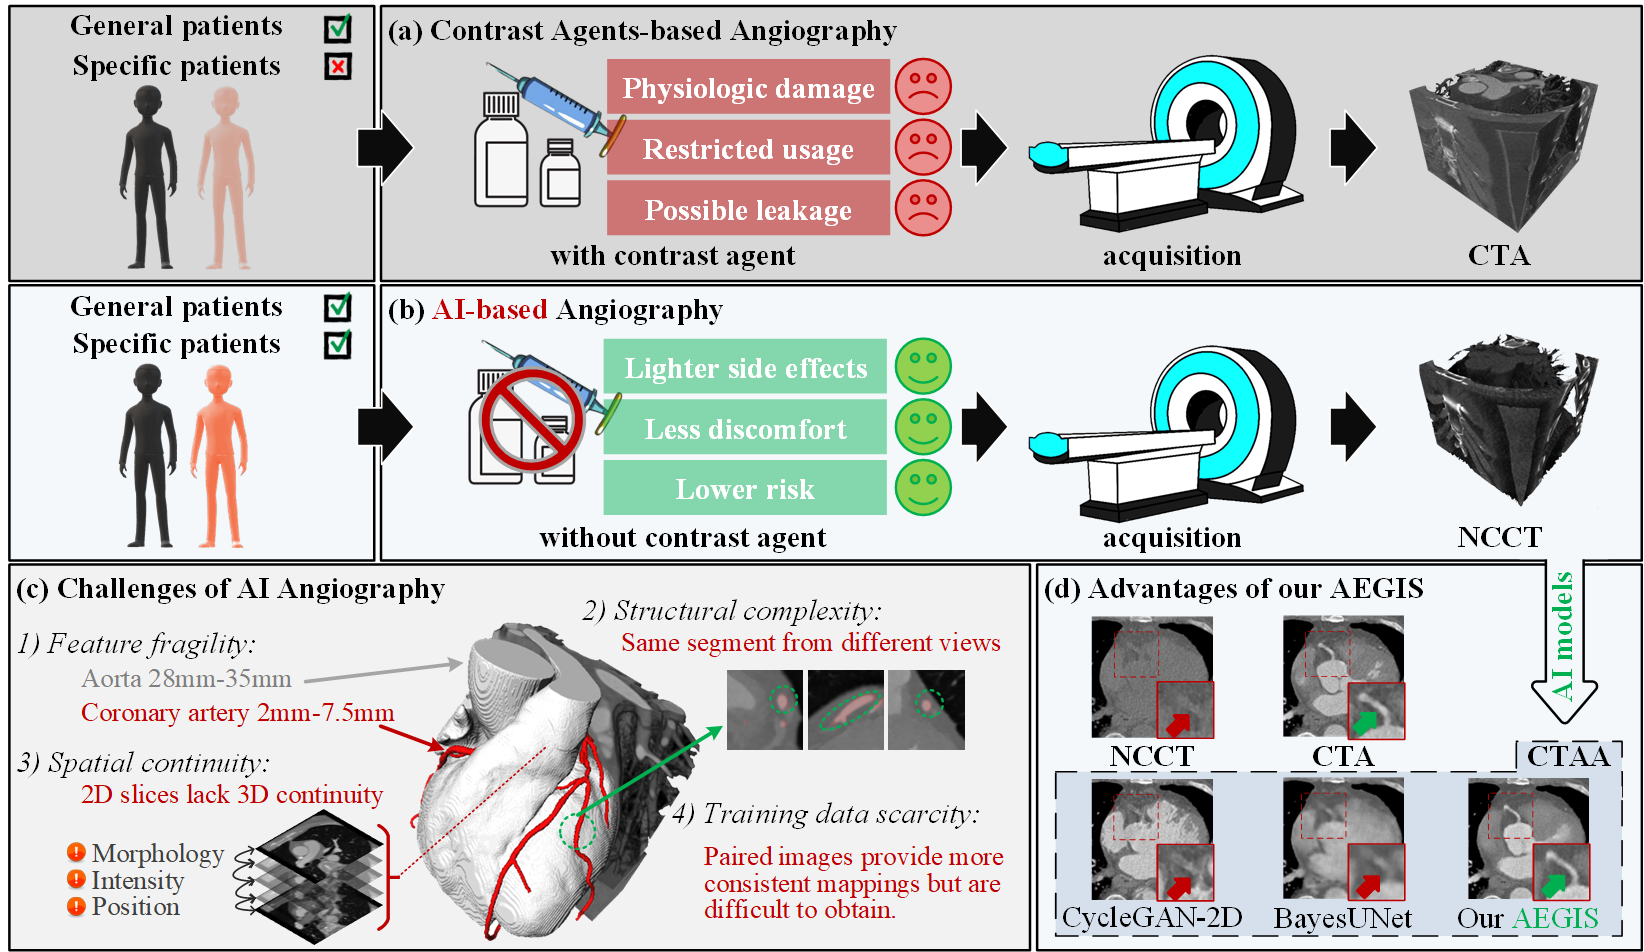 General patients
Specific patients
(a) Contrast Agents-based Angiography
Physiologic damage
Restricted usage
Possible leakage
with contrast agent
acquisition
CTA
General patients
Specific patients
(b) AI-based Angiography
Lighter side effects
Less discomfort
Lower risk
without contrast agent
acquisition
NCCT
AI models
(c) Challenges of AI Angiography
1) Feature fragility:
Aorta 28mm-35mm
Coronary artery 2mm-7.5mm
2) Structural complexity:
Same segment from different views
3) Spatial continuity:
2D slices lack 3D continuity
! Morphology
! Intensity
! Position
4) Training data scarcity:
Paired images provide more
consistent mappings but are
difficult to obtain.
(d) Advantages of our AEGIS
NCCT
CTA
CTAA
CycleGAN-2D
BayesUNet
Our AEGIS